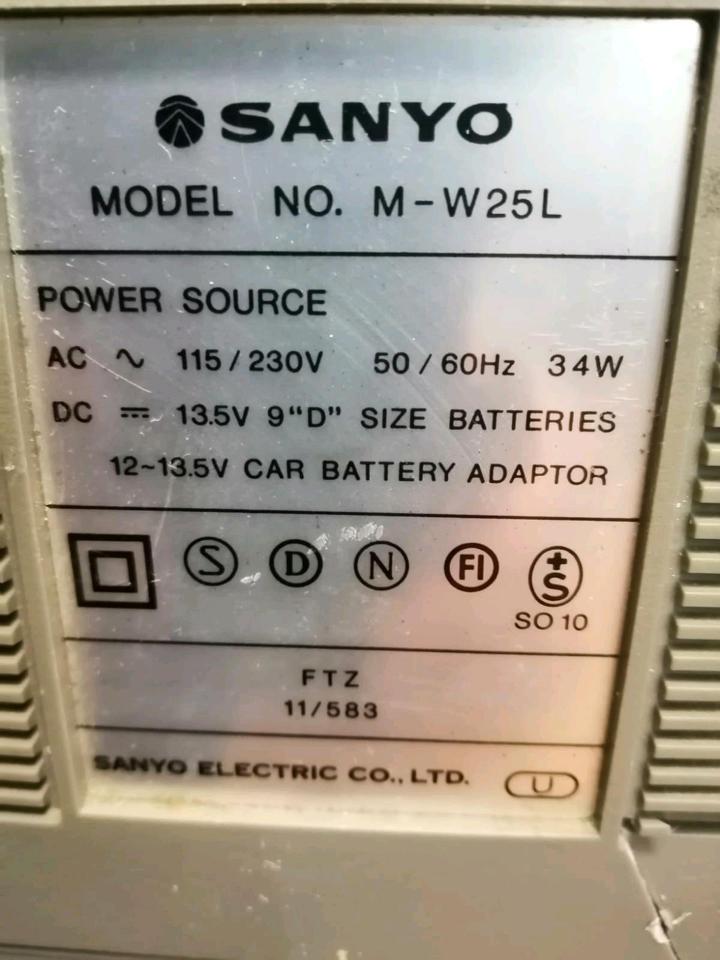 SANYO
MODEL NO. M-W25L
POWER SOURCE
AC ~ 115/230V 50/60Hz 34W
DC ⎓ 13.5V 9"D" SIZE BATTERIES
12~13.5V CAR BATTERY ADAPTOR
S D N FI +S
SO 10
FTZ
11/583
SANYO ELECTRIC CO., LTD. U